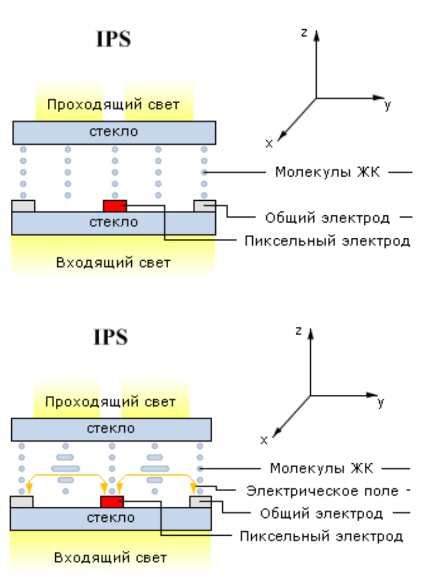 IPS
z
Проходящий свет
y
стекло
x
Молекулы ЖК
Общий электрод
стекло
Пиксельный электрод
Входящий свет
IPS
z
Проходящий свет
y
стекло
x
Молекулы ЖК
Электрическое поле
Общий электрод
стекло
Пиксельный электрод
Входящий свет